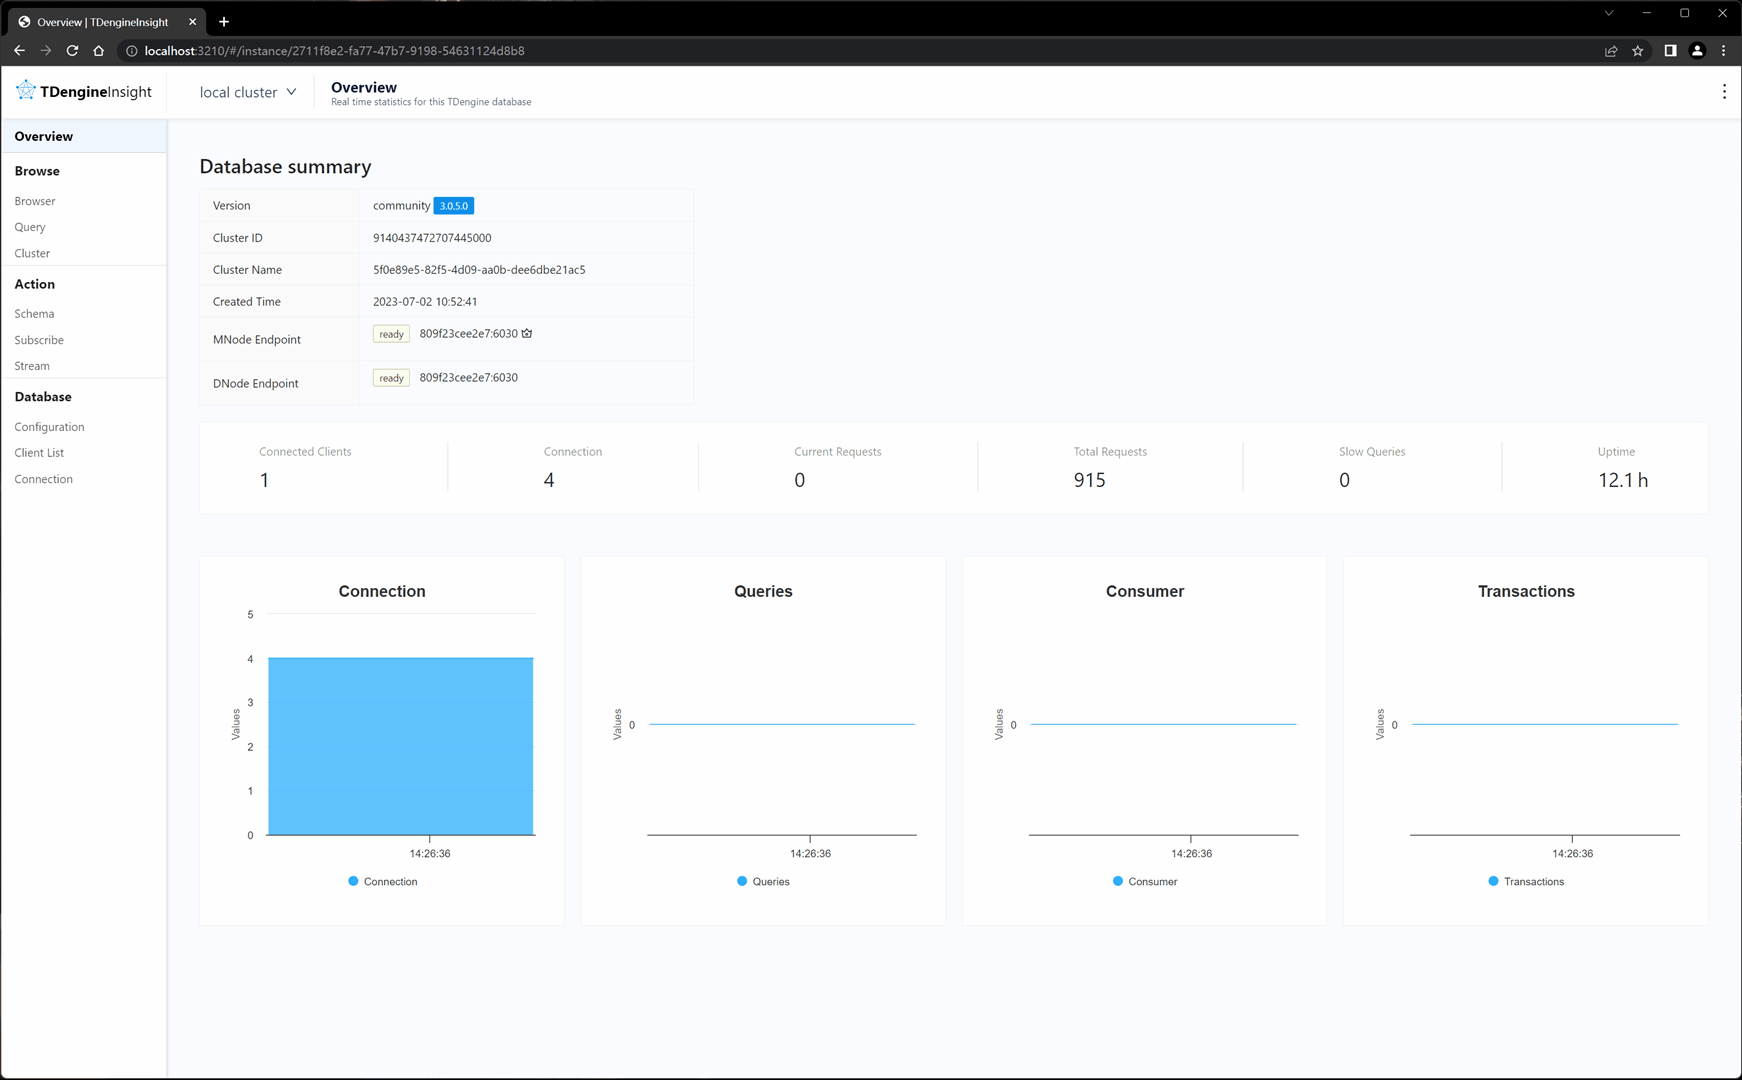 Overview | TDengineInsight
localhost:3210/#/instance/2711f8e2-fa77-47b7-9198-54631124d8b8
TDengineInsight
local cluster
Overview
Real time statistics for this TDengine database
Overview
Browse
Browser
Query
Cluster
Action
Schema
Subscribe
Stream
Database
Configuration
Client List
Connection
Database summary
Version community 3.0.5.0
Cluster ID 9140437472707445000
Cluster Name 5f0e89e5-82f5-4d09-aa0b-dee6dbe21ac5
Created Time 2023-07-02 10:52:41
MNode Endpoint ready 809f23cee2e7:6030
DNode Endpoint ready 809f23cee2e7:6030
Connected Clients
1
Connection
4
Current Requests
0
Total Requests
915
Slow Queries
0
Uptime
12.1 h
Connection
5
4
3
2
1
0
Values
14:26:36
Connection
Queries
Values
0
14:26:36
Queries
Consumer
Values
0
14:26:36
Consumer
Transactions
Values
0
14:26:36
Transactions